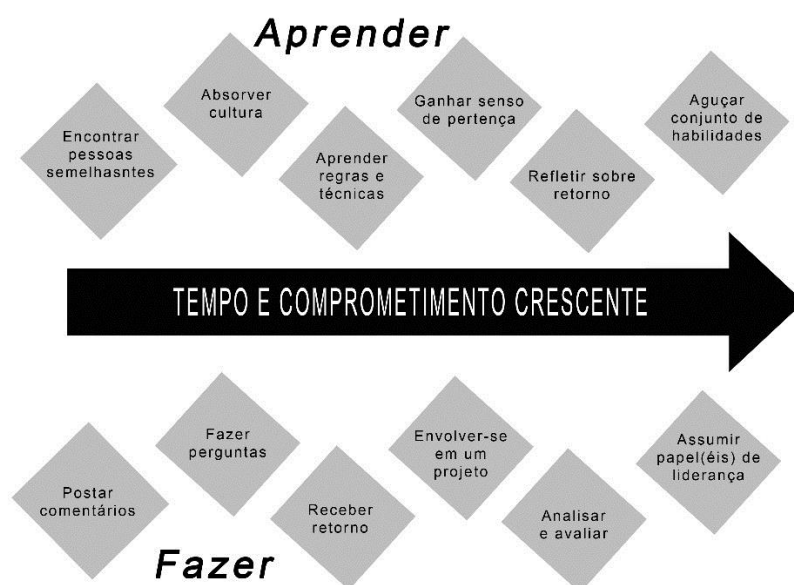 Aprender
Encontrar
pessoas
semelhasntes
Absorver
cultura
Aprender
regras e
técnicas
Ganhar senso
de pertença
Refletir sobre
retorno
Aguçar
conjunto de
habilidades
TEMPO E COMPROMETIMENTO CRESCENTE
Postar
comentários
Fazer
perguntas
Receber
retorno
Envolver-se
em um
projeto
Analisar
e avaliar
Assumir
papel(éis) de
liderança
Fazer